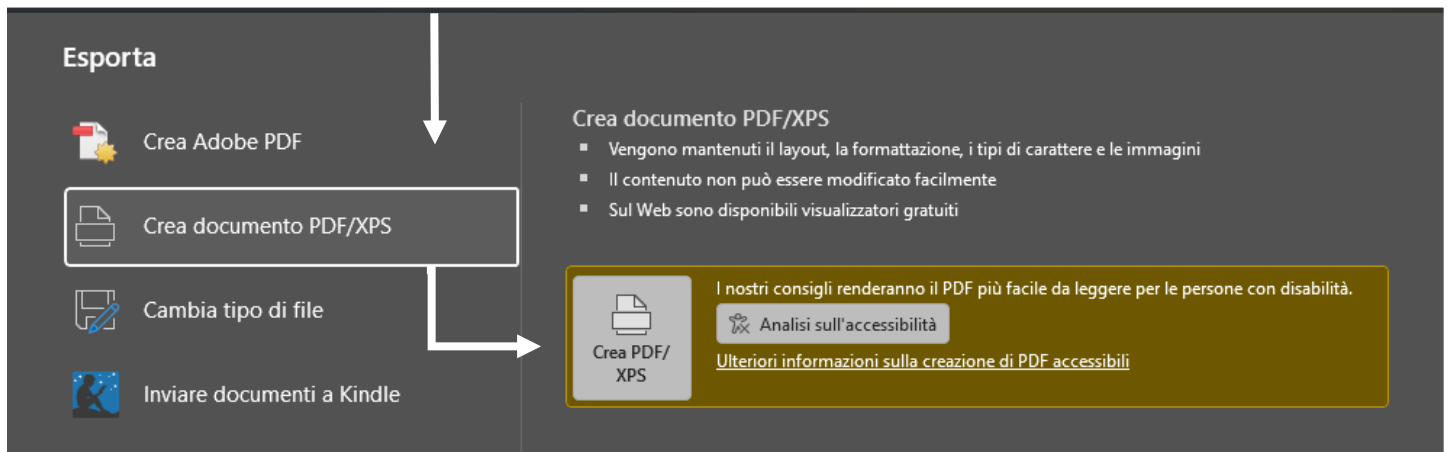 Esporta
Crea Adobe PDF
Crea documento PDF/XPS
Cambia tipo di file
Inviare documenti a Kindle
Crea documento PDF/XPS
Vengono mantenuti il layout, la formattazione, i tipi di carattere e le immagini
Il contenuto non può essere modificato facilmente
Sul Web sono disponibili visualizzatori gratuiti
Crea PDF/
XPS
I nostri consigli renderanno il PDF più facile da leggere per le persone con disabilità.
Analisi sull'accessibilità
Ulteriori informazioni sulla creazione di PDF accessibili